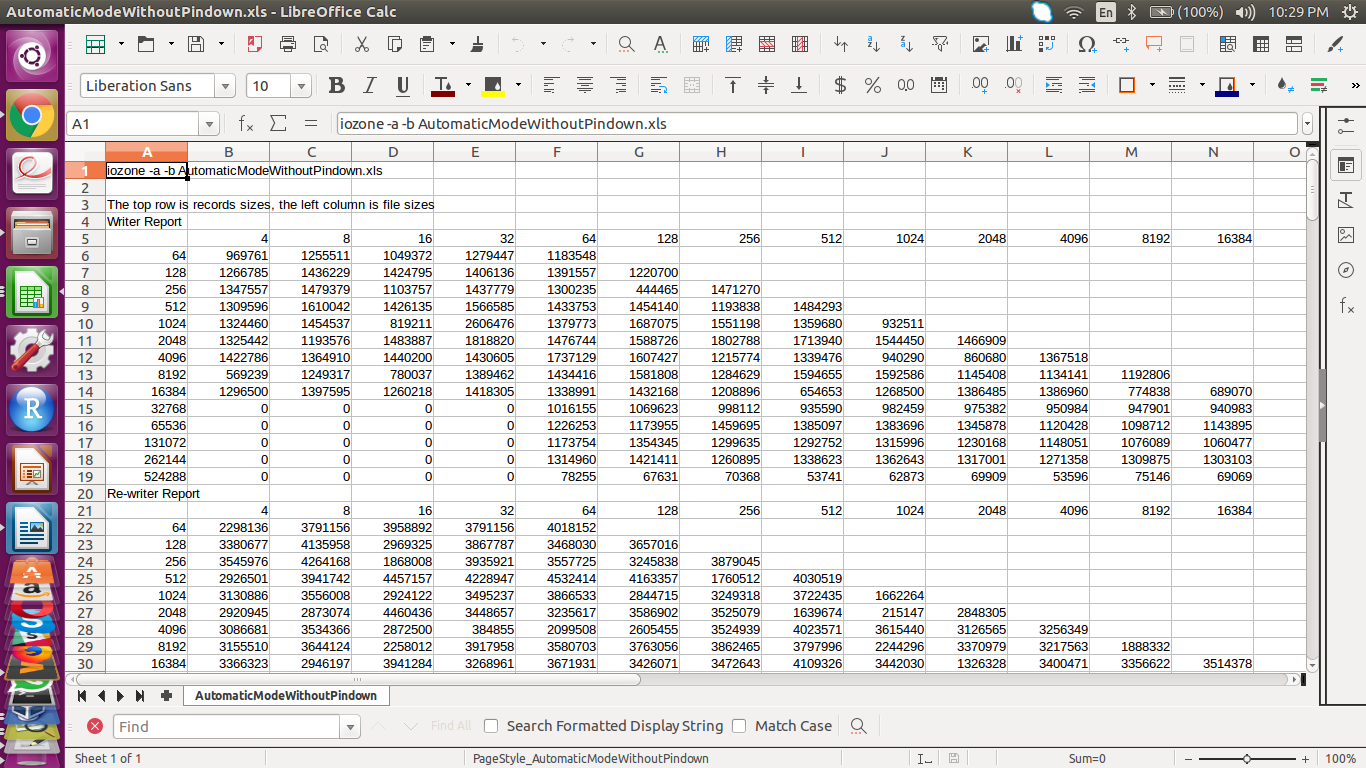 AutomaticModeWithoutPindown.xls - LibreOffice Calc En (100%) 10:29 PM
Liberation Sans 10 B I U
A1 iozone -a -b AutomaticModeWithoutPindown.xls
A B C D E F G H I J K L M N O
1 iozone -a -b AutomaticModeWithoutPindown.xls
2
3 The top row is records sizes, the left column is file sizes
4 Writer Report
5 4 8 16 32 64 128 256 512 1024 2048 4096 8192 16384
6 64 969761 1255511 1049372 1279447 1183548
7 128 1266785 1436229 1424795 1406136 1391557 1220700
8 256 1347557 1479379 1103757 1437779 1300235 444465 1471270
9 512 1309596 1610042 1426135 1566585 1433753 1454140 1193838 1484293
10 1024 1324460 1454537 819211 2606476 1379773 1687075 1551198 1359680 932511
11 2048 1325442 1193576 1483887 1818820 1476744 1588726 1802788 1713940 1544450 1466909
12 4096 1422786 1364910 1440200 1430605 1737129 1607427 1215774 1339476 940290 860680 1367518
13 8192 569239 1249317 780037 1389462 1434416 1581808 1284629 1594655 1592586 1145408 1134141 1192806
14 16384 1296500 1397595 1260218 1418305 1338991 1432168 1208896 654653 1268500 1386485 1386960 774838 689070
15 32768 0 0 0 0 1016155 1069623 998112 935590 982459 975382 950984 947901 940983
16 65536 0 0 0 0 1226253 1173955 1459695 1385097 1383696 1345878 1120428 1098712 1143895
17 131072 0 0 0 0 1173754 1354345 1299635 1292752 1315996 1230168 1148051 1076089 1060477
18 262144 0 0 0 0 1314960 1421411 1260895 1338623 1362643 1317001 1271358 1309875 1303103
19 524288 0 0 0 0 78255 67631 70368 53741 62873 69909 53596 75146 69069
20 Re-writer Report
21 4 8 16 32 64 128 256 512 1024 2048 4096 8192 16384
22 64 2298136 3791156 3958892 3791156 4018152
23 128 3380677 4135958 2969325 3867787 3468030 3657016
24 256 3545976 4264168 1868008 3935921 3557725 3245838 3879045
25 512 2926501 3941742 4457157 4228947 4532414 4163357 1760512 4030519
26 1024 3130886 3556008 2924122 3495237 3866533 2844715 3249318 3722435 1662264
27 2048 2920945 2873074 4460436 3448657 3235617 3586902 352579 1639674 215147 2848305
28 4096 3086681 3534366 2872500 384855 2099508 2605455 3524939 4023571 3615440 3126565 3256349
29 8192 3155510 3644124 2258012 3917958 3580703 3763056 3862465 3797996 2244296 3370979 3217563 1888332
30 16384 3366323 2946197 3941284 3268961 3671931 3426071 3472643 4109326 3442030 1326328 3400471 3356622 3514378
AutomaticModeWithoutPindown
Find Find All Search Formatted Display String Match Case
Sheet 1 of 1 PageStyle_AutomaticModeWithoutPindown Sum=0 100%